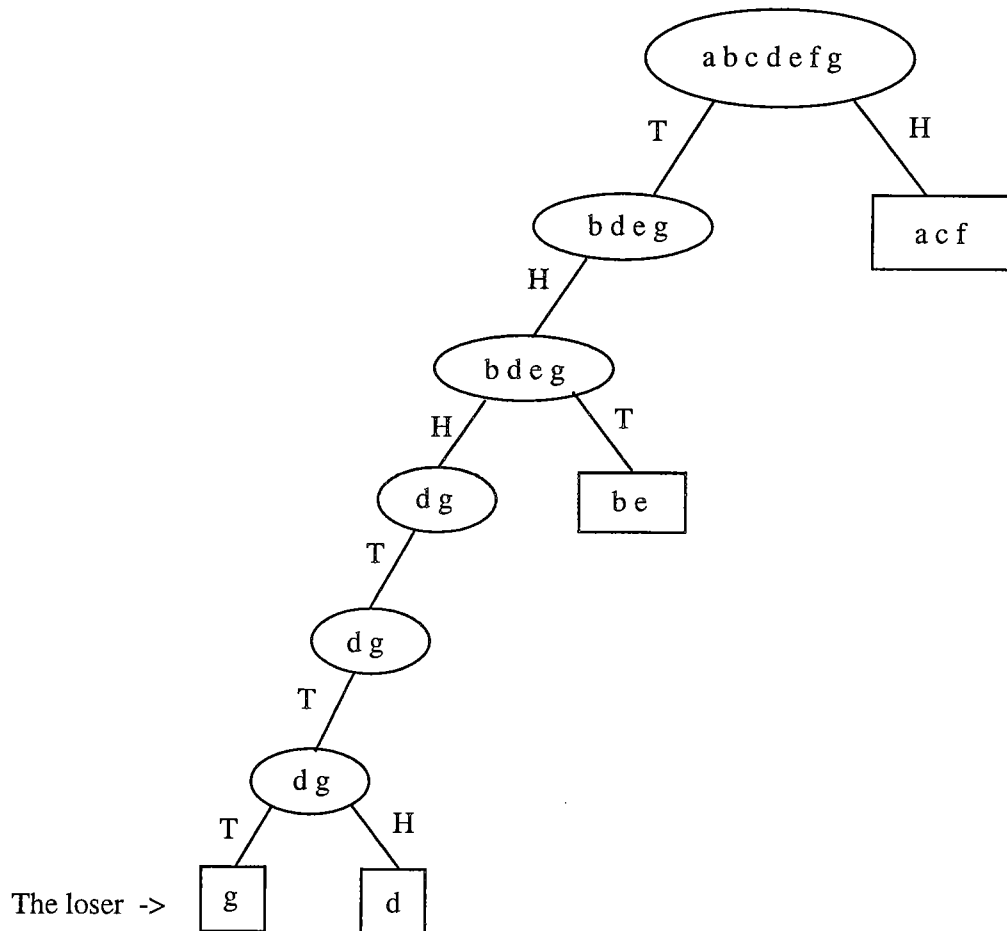 a b c d e f g
T H
b d e g
a c f
H
b d e g
H T
d g
b e
T
d g
T
d g
T H
The loser -> g d